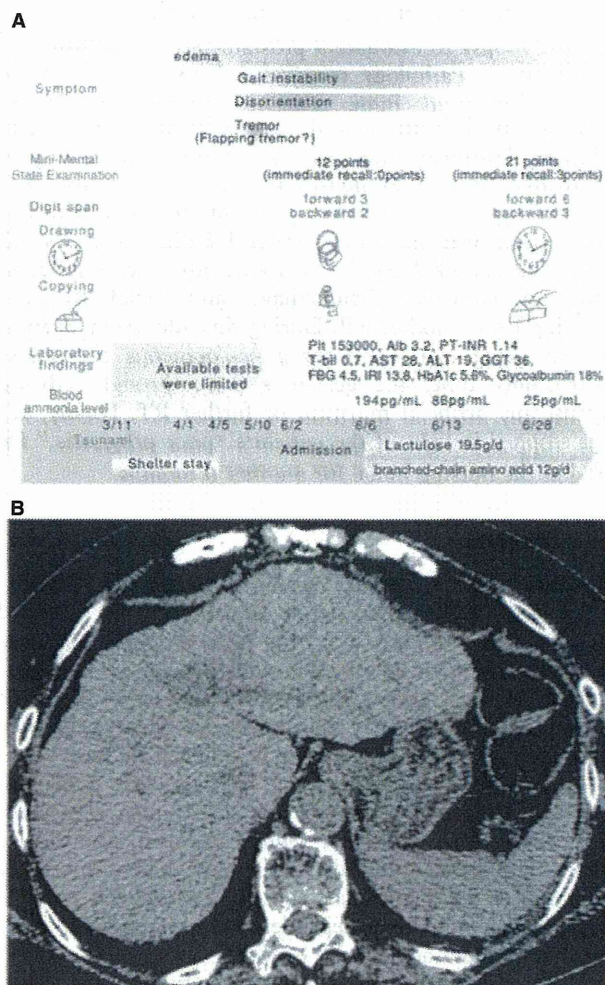 A
edema
Gait instability
Symptom
Disorientation
Tremor
(Flapping tremor?)
Mini-Mental
State Examination
12 points
(immediate recall:0points)
21 points
(immediate recall:3points)
Digit span
forward 3
backward 2
forward 6
backward 3
Drawing
Copying
Laboratory
findings
Available tests
were limited
Plt 153000, Alb 3.2, PT-INR 1.14
T-bil 0.7, AST 28, ALT 19, GGT 36,
FBG 4.5, IRI 13.8, HbA1c 5.6%, Glycoalbumin 18%
Blood
ammonia level
194pg/mL 88pg/mL 25pg/mL
3/11 4/1 4/5 5/10 6/2 6/6 6/13 6/28
Tsunami
Shelter stay
Admission
Lactulose 19.5g/d
branched-chain amino acid 12g/d
B